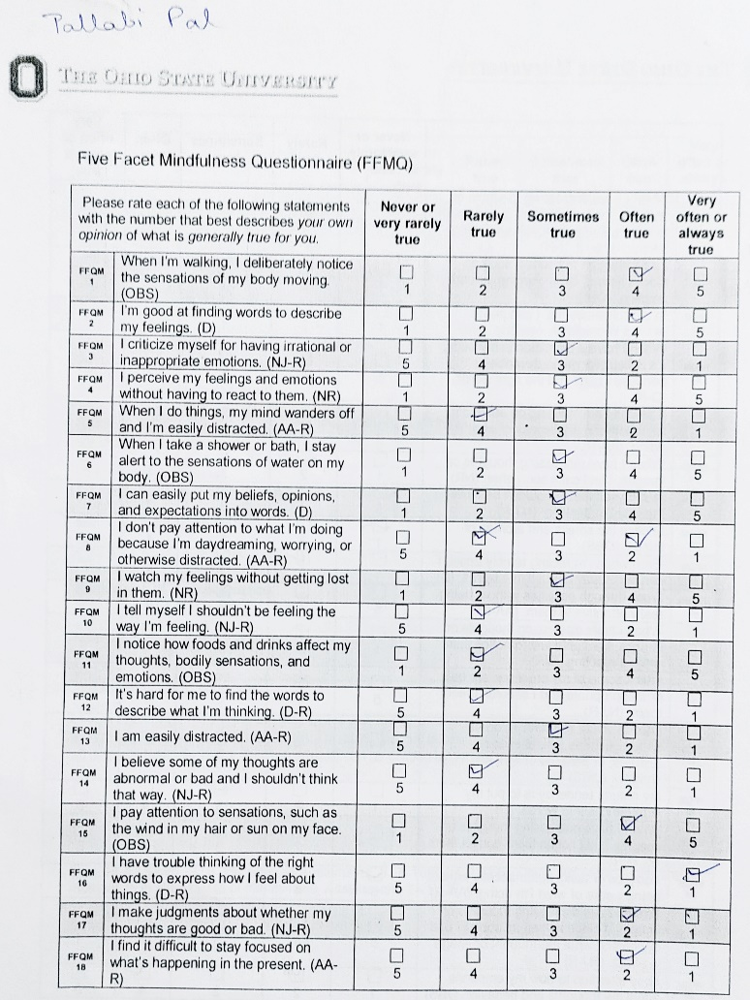 Pallabi Pal
THE OHIO STATE UNIVERSITY
Five Facet Mindfulness Questionnaire (FFMQ)
Please rate each of the following statements
with the number that best describes your own
opinion of what is generally true for you.
Never or
very rarely
true
Rarely
true
Sometimes
true
Often
true
Very
often or
always
true
FFQM
1
When I'm walking, I deliberately notice
the sensations of my body moving.
(OBS)
1 2 3 4 5
FFQM
2
I'm good at finding words to describe
my feelings. (D)
1 2 3 4 5
FFQM
3
I criticize myself for having irrational or
inappropriate emotions. (NJ-R)
5 4 3 2 1
FFQM
4
I perceive my feelings and emotions
without having to react to them. (NR)
1 2 3 4 5
FFQM
5
When I do things, my mind wanders off
and I'm easily distracted. (AA-R)
5 4 3 2 1
FFQM
6
When I take a shower or bath, I stay
alert to the sensations of water on my
body. (OBS)
1 2 3 4 5
FFQM
7
I can easily put my beliefs, opinions,
and expectations into words. (D)
1 2 3 4 5
FFQM
8
I don't pay attention to what I'm doing
because I'm daydreaming, worrying, or
otherwise distracted. (AA-R)
5 4 3 2 1
FFQM
9
I watch my feelings without getting lost
in them. (NR)
1 2 3 4 5
FFQM
10
I tell myself I shouldn't be feeling the
way I'm feeling. (NJ-R)
5 4 3 2 1
FFQM
11
I notice how foods and drinks affect my
thoughts, bodily sensations, and
emotions. (OBS)
1 2 3 4 5
FFQM
12
It's hard for me to find the words to
describe what I'm thinking. (D-R)
5 4 3 2 1
FFQM
13
I am easily distracted. (AA-R)
5 4 3 2 1
FFQM
14
I believe some of my thoughts are
abnormal or bad and I shouldn't think
that way. (NJ-R)
5 4 3 2 1
FFQM
15
I pay attention to sensations, such as
the wind in my hair or sun on my face.
(OBS)
1 2 3 4 5
FFQM
16
I have trouble thinking of the right
words to express how I feel about
things. (D-R)
5 4 3 2 1
FFQM
17
I make judgments about whether my
thoughts are good or bad. (NJ-R)
5 4 3 2 1
FFQM
18
I find it difficult to stay focused on
what's happening in the present. (AA-
R)
5 4 3 2 1